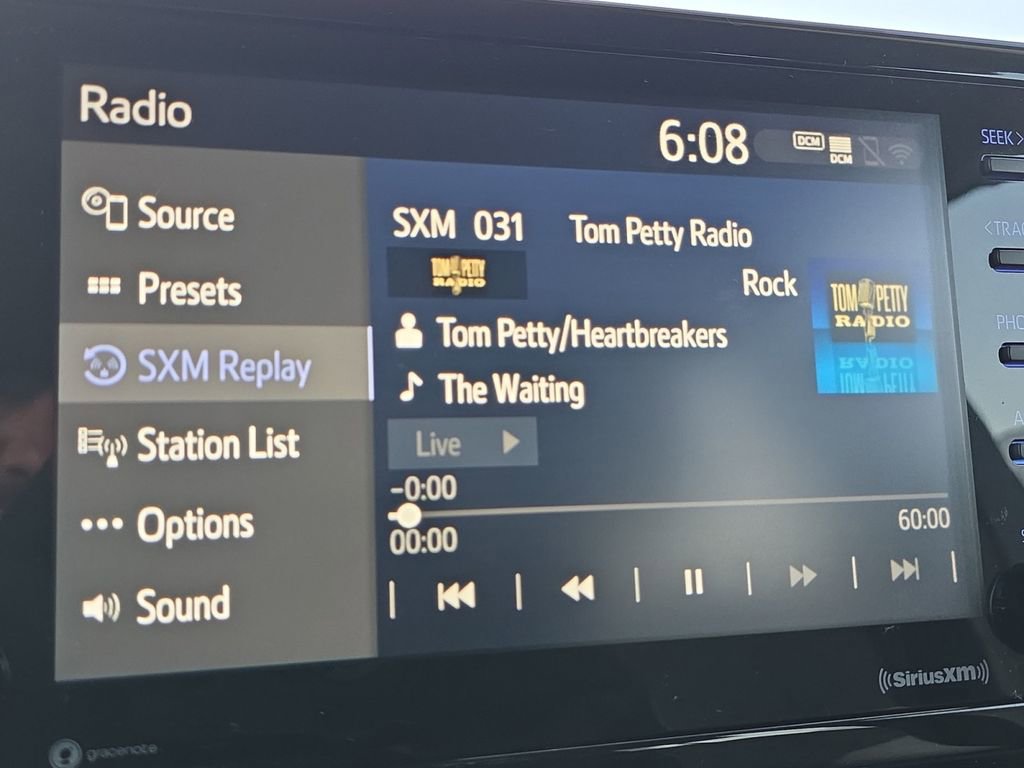 Radio
6:08
DCM
DCM
SEEK >
Source
SXM 031
Tom Petty Radio
<TRAC
Presets
TOM PETTY
RADIO
Rock
TOM PETTY
RADIO
PHO
SXM Replay
Tom Petty/Heartbreakers
The Waiting
Station List
Live
-0:00
00:00
60:00
Options
Sound
SiriusXM
gracenote